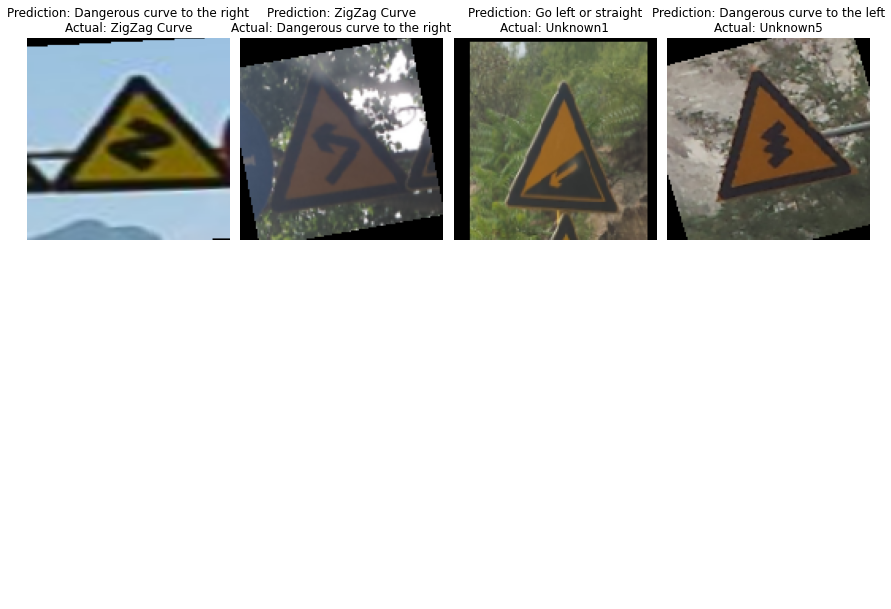 Prediction: Dangerous curve to the right
Actual: ZigZag Curve
Prediction: ZigZag Curve
Actual: Dangerous curve to the right
Prediction: Go left or straight
Actual: Unknown1
Prediction: Dangerous curve to the left
Actual: Unknown5